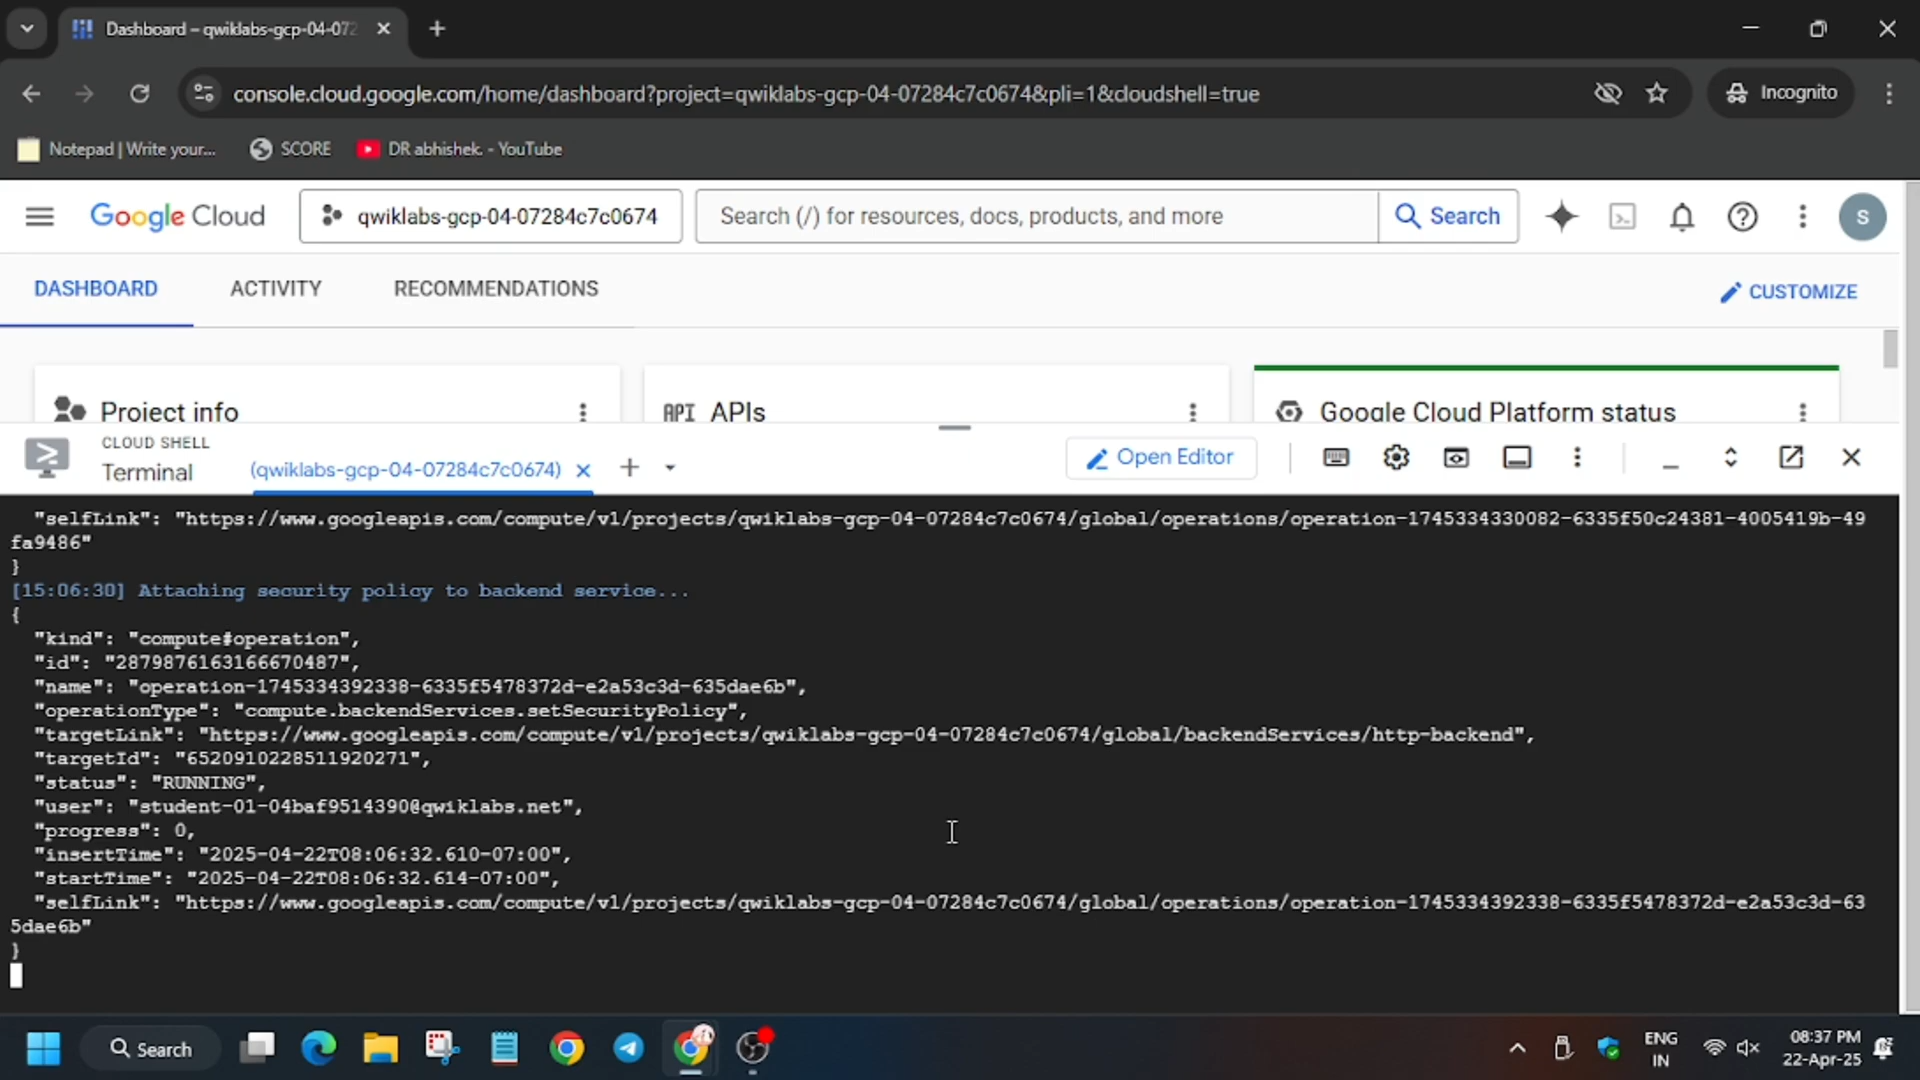 Dashboard – qwiklabs-gcp-04-072
console.cloud.google.com/home/dashboard?project=qwiklabs-gcp-04-07284c7c0674&pli=1&cloudshell=true
Incognito
Notepad | Write your...
SCORE
DR abhishek. - YouTube
Google Cloud
qwiklabs-gcp-04-07284c7c0674
Search (/) for resources, docs, products, and more
Search
S
DASHBOARD
ACTIVITY
RECOMMENDATIONS
CUSTOMIZE
Project info
API APIs
Google Cloud Platform status
CLOUD SHELL
Terminal
(qwiklabs-gcp-04-07284c7c0674)
Open Editor
"selfLink": "https://www.googleapis.com/compute/v1/projects/qwiklabs-gcp-04-07284c7c0674/global/operations/operation-1745334330082-6335f50c24381-4005419b-49
fa9486"
}
[15:06:30] Attaching security policy to backend service...
{
"kind": "compute#operation",
"id": "2879876163166670487",
"name": "operation-1745334392338-6335f5478372d-e2a53c3d-635dae6b",
"operationType": "compute.backendServices.setSecurityPolicy",
"targetLink": "https://www.googleapis.com/compute/v1/projects/qwiklabs-gcp-04-07284c7c0674/global/backendServices/http-backend",
"targetId": "6520910228511920271",
"status": "RUNNING",
"user": "student-01-04baf9514390@qwiklabs.net",
"progress": 0,
"insertTime": "2025-04-22T08:06:32.610-07:00",
"startTime": "2025-04-22T08:06:32.614-07:00",
"selfLink": "https://www.googleapis.com/compute/v1/projects/qwiklabs-gcp-04-07284c7c0674/global/operations/operation-1745334392338-6335f5478372d-e2a53c3d-63
5dae6b"
}
Search
ENG
IN
08:37 PM
22-Apr-25